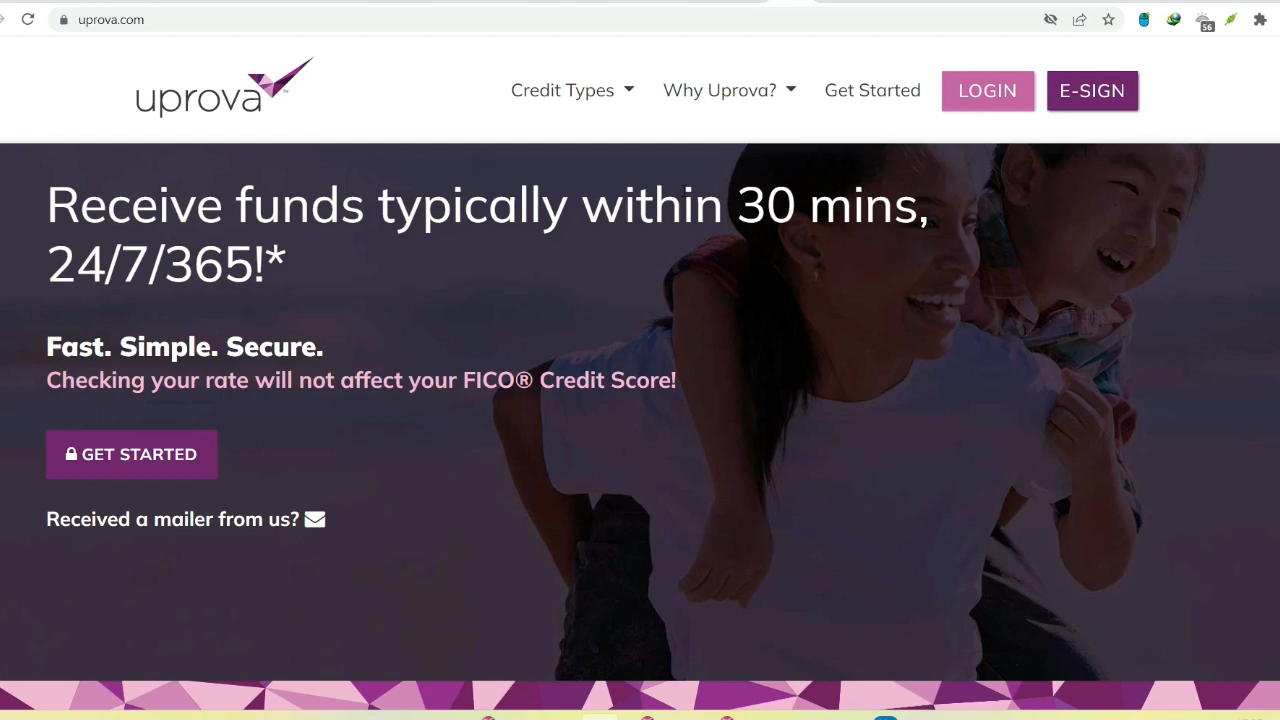 uprova.com
56
uprova
Credit Types
Why Uprova?
Get Started
LOGIN
E-SIGN
Receive funds typically within 30 mins,
24/7/365!*
Fast. Simple. Secure.
Checking your rate will not affect your FICO® Credit Score!
GET STARTED
Received a mailer from us?